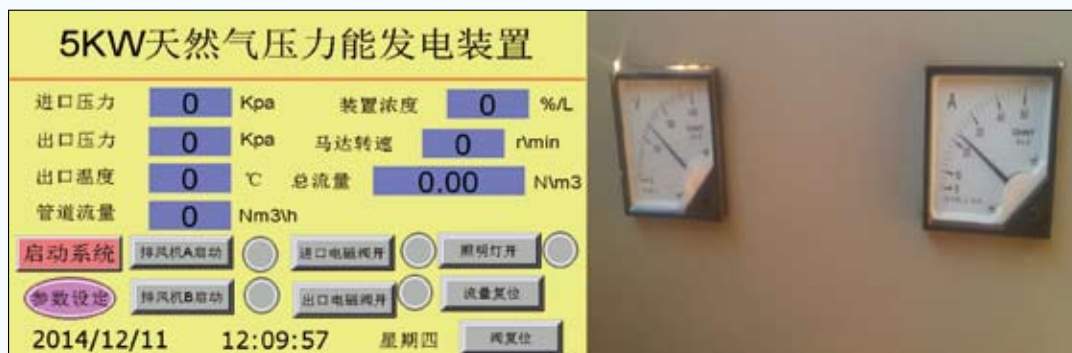 5KW天然气压力能发电装置
进口压力 0 Kpa 装置浓度 0 %/L
出口压力 0 Kpa 马达转速 0 r\min
出口温度 0 ℃ 总流量 0.00 N\m3
管道流量 0 Nm3\h
启动系统 排风机A启动 进口电磁阀开 照明灯开
参数设定 排风机B启动 出口电磁阀开 流量复位
2014/12/11 12:09:57 星期四 阀复位
A